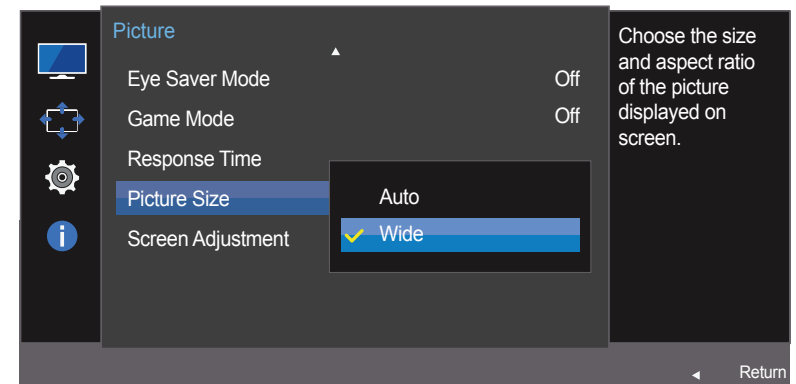 Picture
Eye Saver Mode Off
Game Mode Off
Response Time
Picture Size
Auto
Wide
Screen Adjustment
Choose the size
and aspect ratio
of the picture
displayed on
screen.
Return